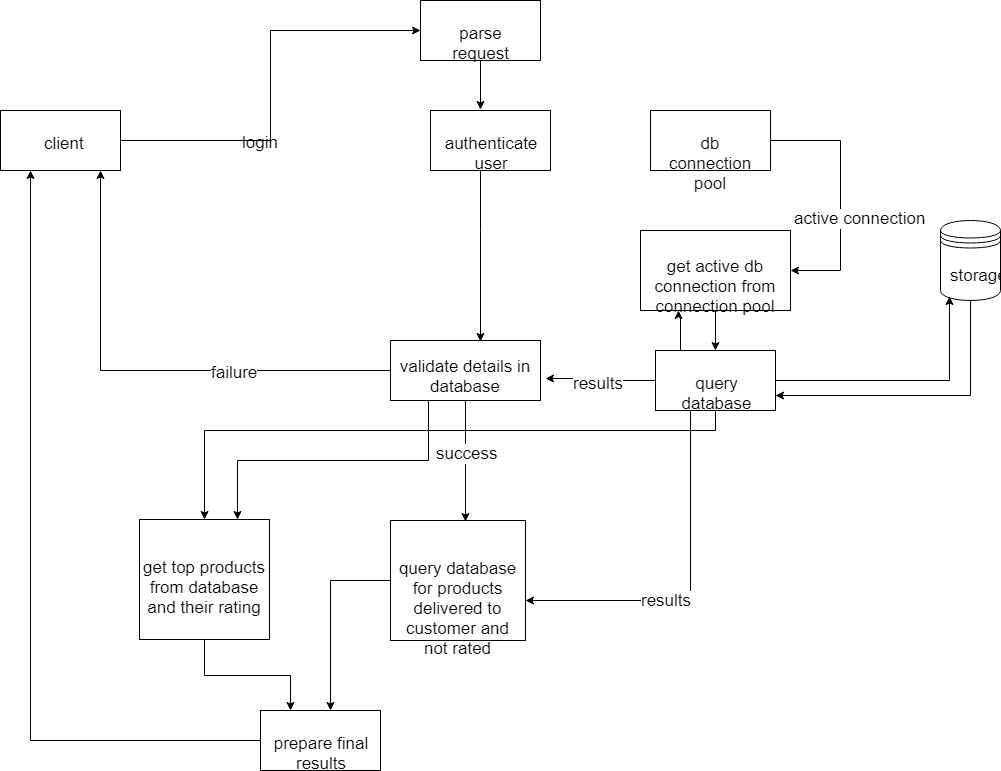 parse
request
client
login
authenticate
user
db
connection
pool
active connection
get active db
connection from
connection pool
storage
validate details in
database
failure
results
query
database
success
get top products
from database
and their rating
query database
for products
delivered to
customer and
not rated
results
prepare final
results